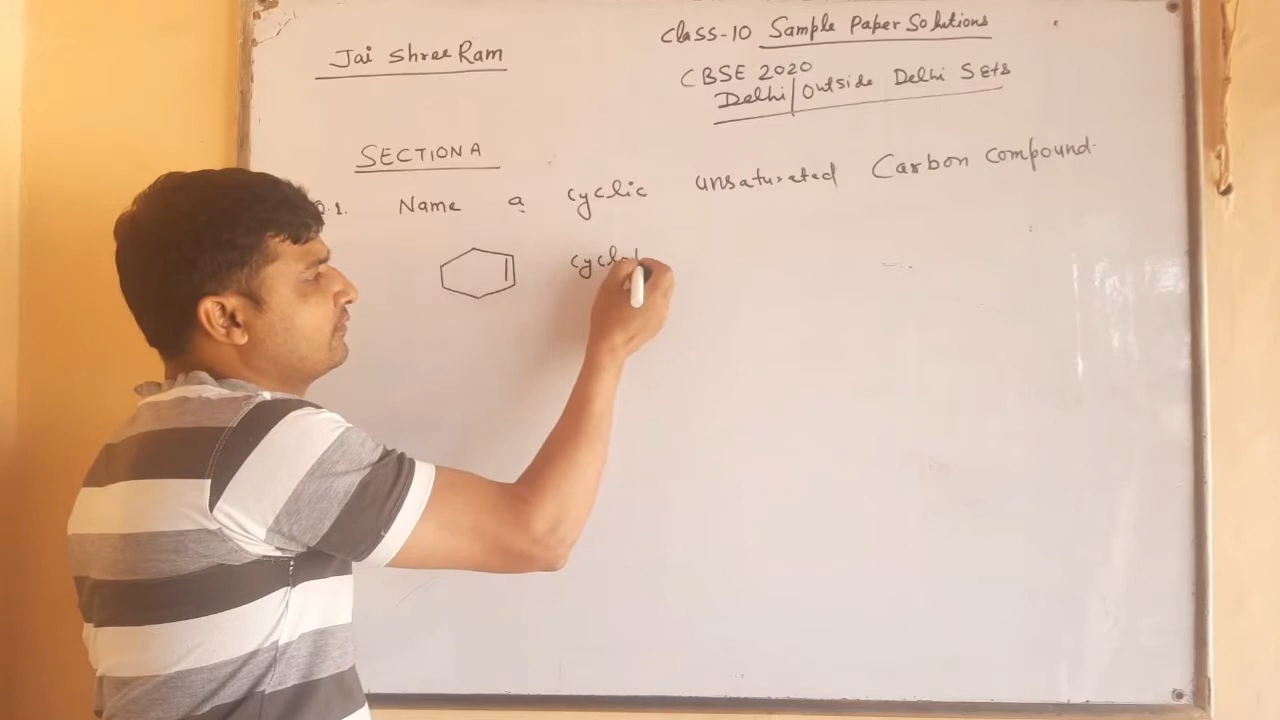 Jai Shree Ram
Class-10 Sample Paper Solutions
CBSE 2020
Delhi/Outside Delhi Sets
SECTION A
Q.1. Name a cyclic unsaturated Carbon compound.